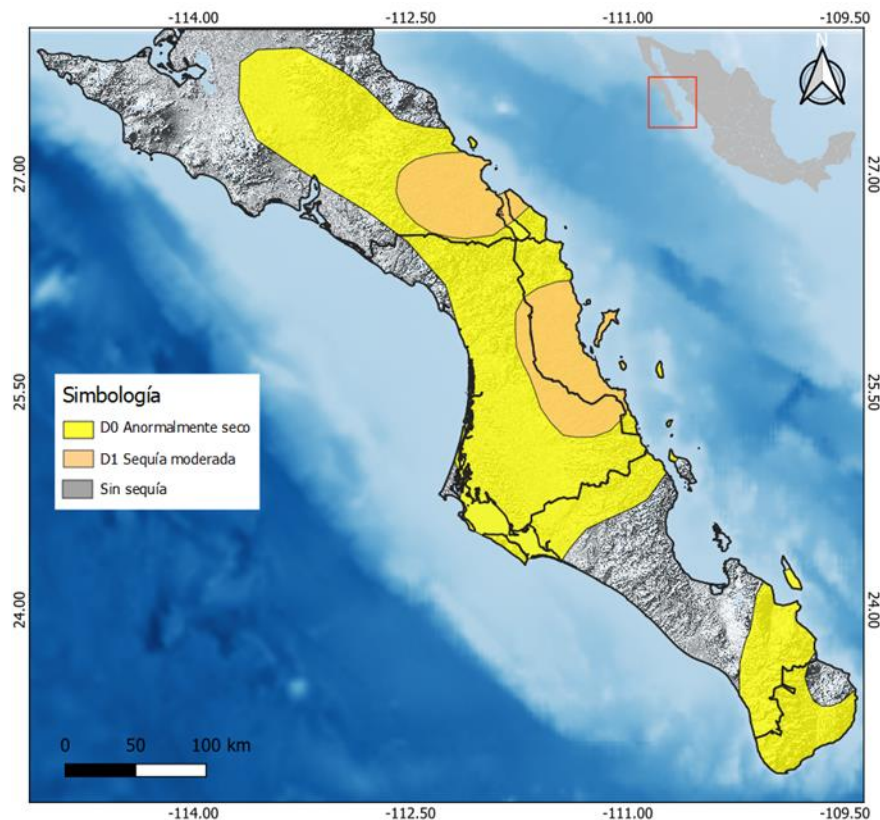 -114.00 -112.50 -111.00 -109.50
N
27.00 27.00
25.50 25.50
Simbología
D0 Anormalmente seco
D1 Sequía moderada
Sin sequía
24.00 24.00
0 50 100 km
-114.00 -112.50 -111.00 -109.50